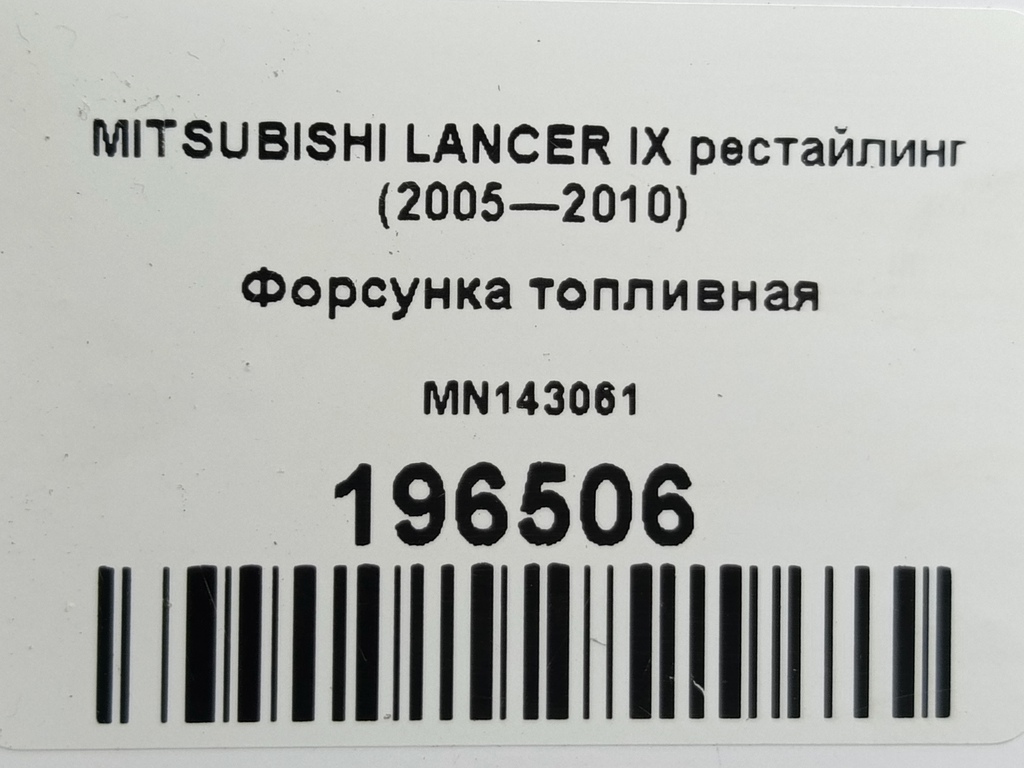 MITSUBISHI LANCER IX рестайлинг
(2005—2010)
Форсунка топливная
MN143061
196506